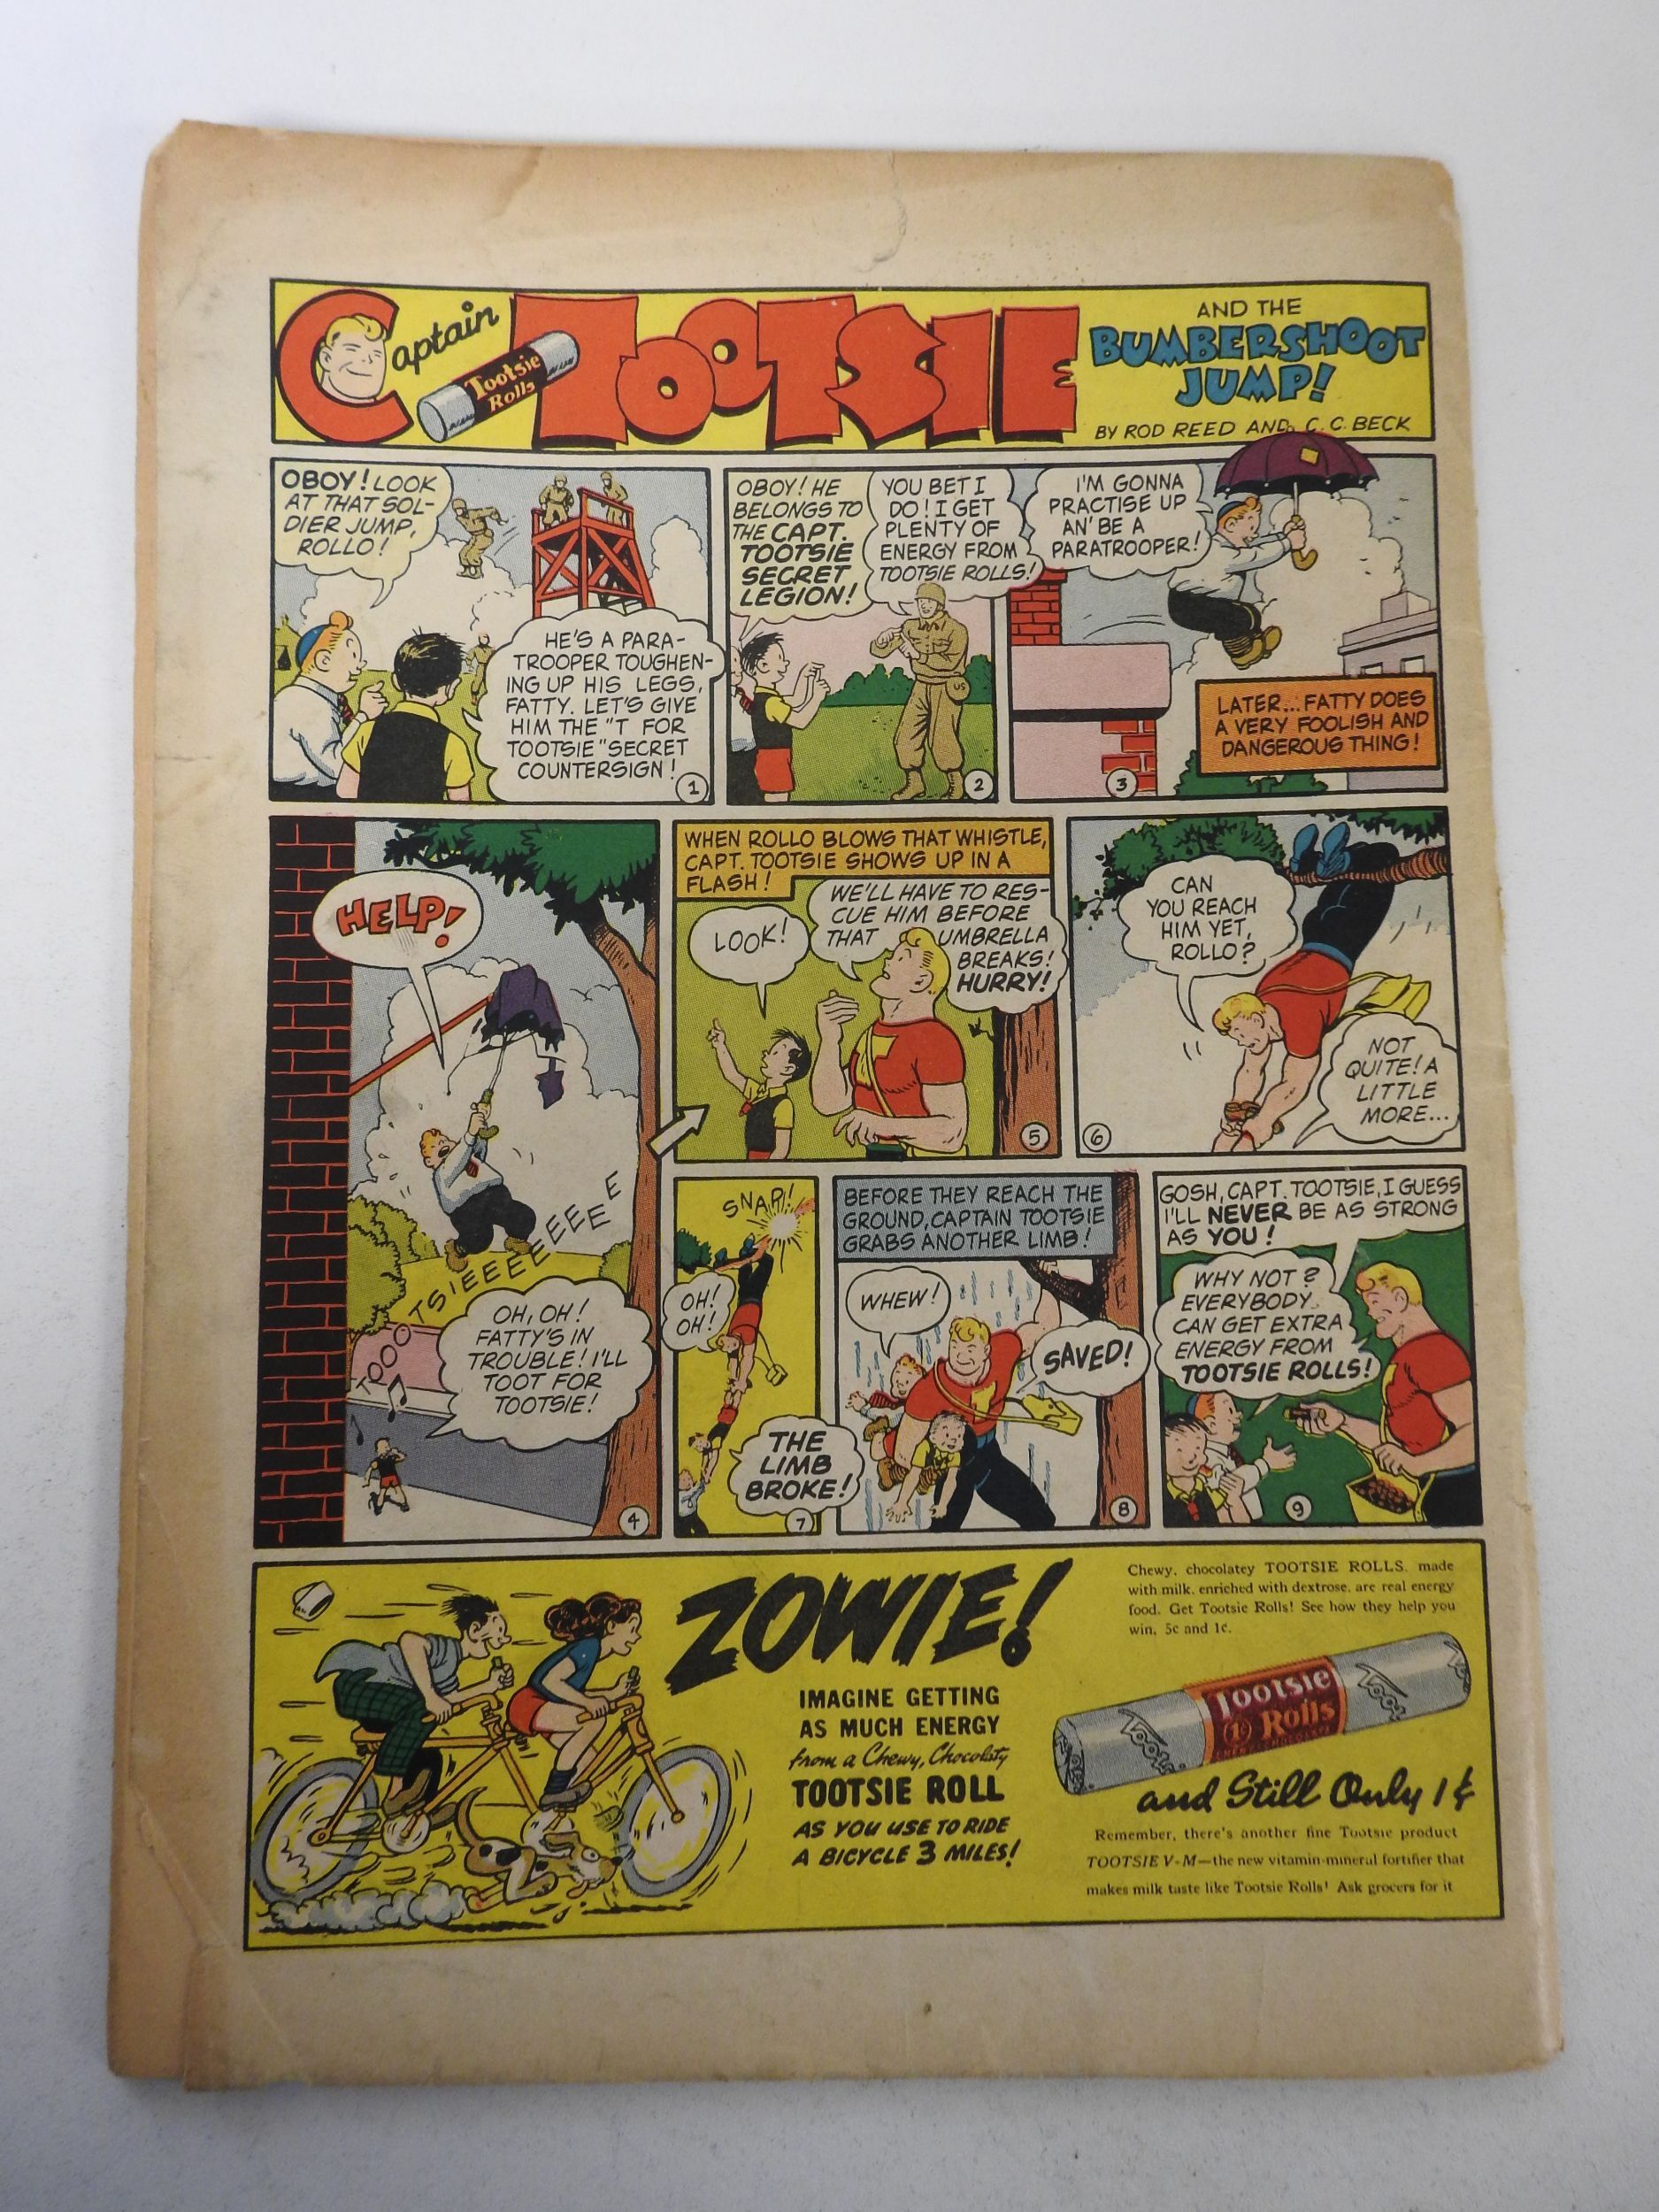 Captain TOOTSIE
Tootsie
Rolls
AND THE
BUMBERSHOOT
JUMP!
BY ROD REED AND C. C. BECK
OBOY! LOOK
AT THAT SOL-
DIER JUMP,
ROLLO!
HE'S A PARA-
TROOPER TOUGHEN-
ING UP HIS LEGS,
FATTY. LET'S GIVE
HIM THE "T FOR
TOOTSIE" SECRET
COUNTERSIGN!
1
OBOY! HE
BELONGS TO
THE CAPT.
TOOTSIE
SECRET
LEGION!
YOU BET I
DO! I GET
PLENTY OF
ENERGY FROM
TOOTSIE ROLLS!
US
2
I'M GONNA
PRACTISE UP
AN' BE A
PARATROOPER!
LATER... FATTY DOES
A VERY FOOLISH AND
DANGEROUS THING!
3
HELP!
TOOOTSIEEEEEEEEE
OH, OH!
FATTY'S IN
TROUBLE! I'LL
TOOT FOR
TOOTSIE!
4
WHEN ROLLO BLOWS THAT WHISTLE,
CAPT. TOOTSIE SHOWS UP IN A
FLASH!
LOOK!
WE'LL HAVE TO RES-
CUE HIM BEFORE
THAT UMBRELLA
BREAKS!
HURRY!
5
CAN
YOU REACH
HIM YET,
ROLLO?
NOT
QUITE! A
LITTLE
MORE...
6
SNAP!
OH!
OH!
THE
LIMB
BROKE!
7
BEFORE THEY REACH THE
GROUND, CAPTAIN TOOTSIE
GRABS ANOTHER LIMB!
WHEW!
SAVED!
8
GOSH, CAPT. TOOTSIE, I GUESS
I'LL NEVER BE AS STRONG
AS YOU!
WHY NOT?
EVERYBODY
CAN GET EXTRA
ENERGY FROM
TOOTSIE ROLLS!
9
ZOWIE!
IMAGINE GETTING
AS MUCH ENERGY
from a Chewy, Chocolaty
TOOTSIE ROLL
AS YOU USE TO RIDE
A BICYCLE 3 MILES!
Chewy, chocolatey TOOTSIE ROLLS, made
with milk, enriched with dextrose, are real energy
food. Get Tootsie Rolls! See how they help you
win. 5c and 1c.
Tootsie
1¢ Rolls
and Still Only 1¢
Remember, there's another fine Tootsie product
TOOTSIE V-M—the new vitamin-mineral fortifier that
makes milk taste like Tootsie Rolls! Ask grocers for it